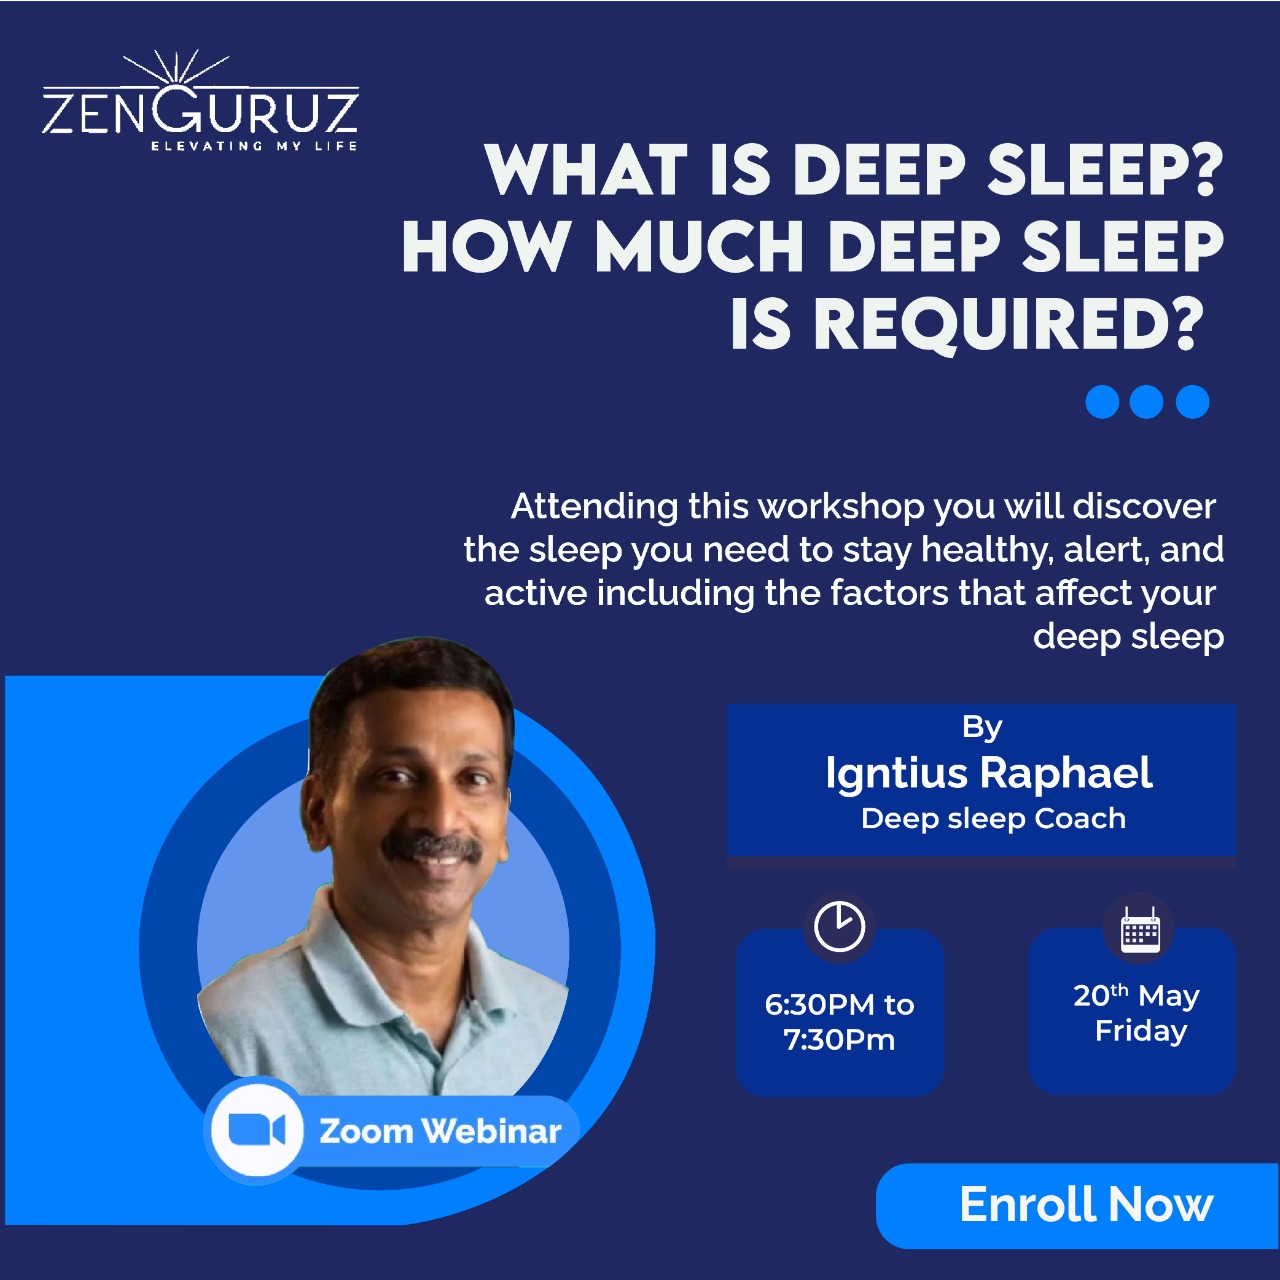 ZENGURUZ
ELEVATING MY LIFE
WHAT IS DEEP SLEEP?
HOW MUCH DEEP SLEEP
IS REQUIRED?
Attending this workshop you will discover
the sleep you need to stay healthy, alert, and
active including the factors that affect your
deep sleep
By
Igntius Raphael
Deep sleep Coach
6:30PM to
7:30Pm
20th May
Friday
Zoom Webinar
Enroll Now